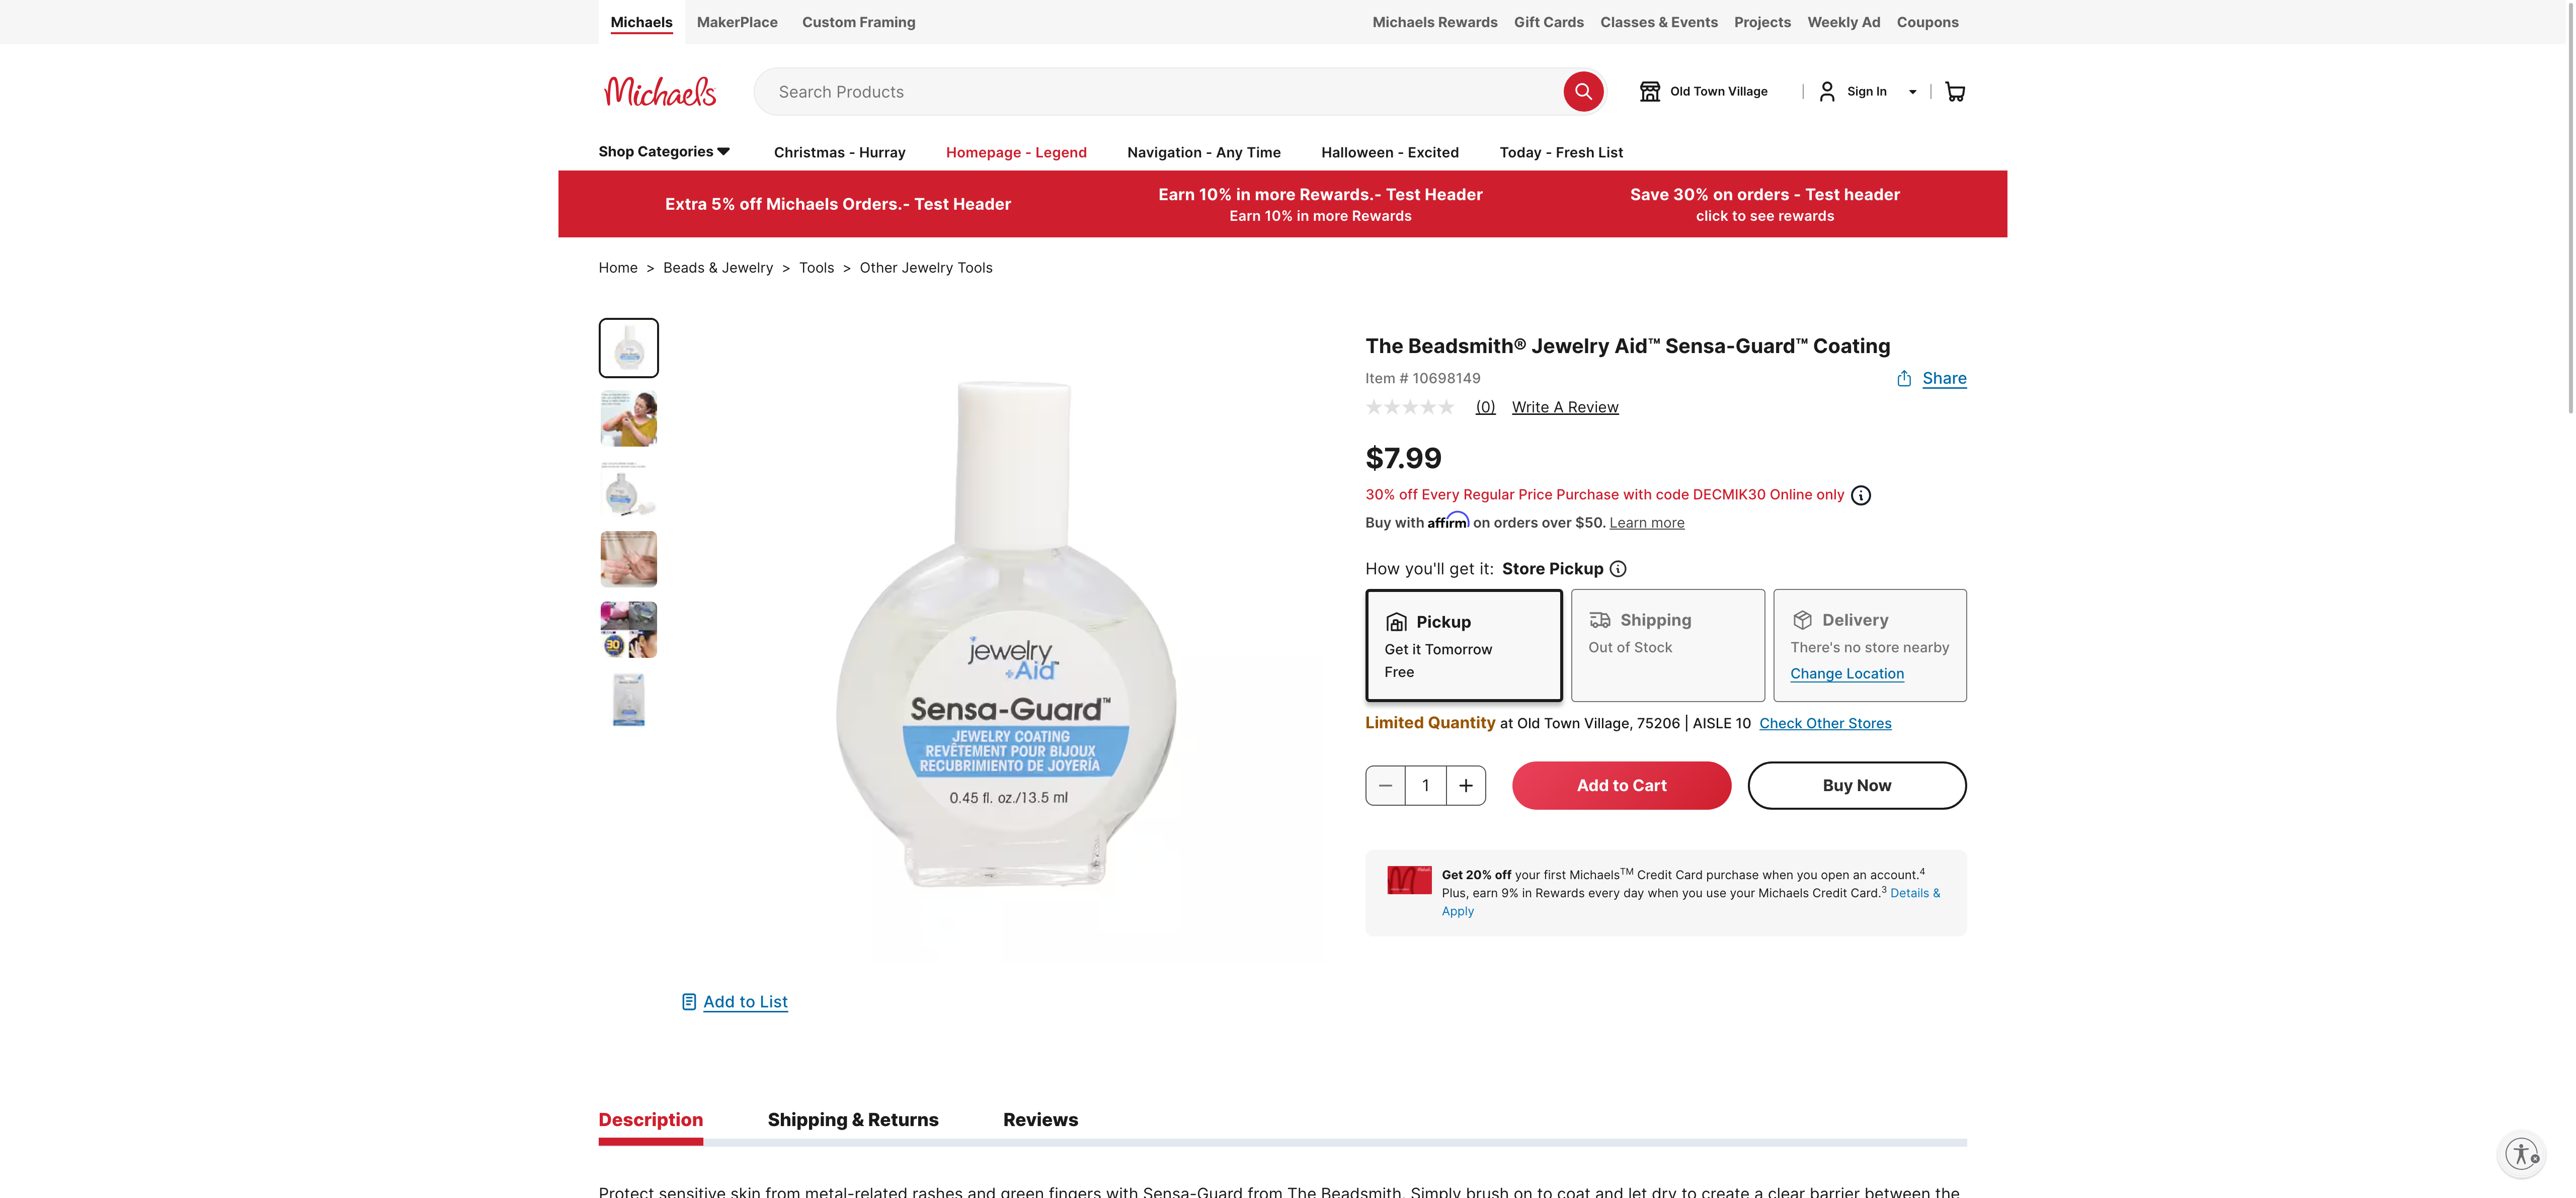 Michaels
MakerPlace
Custom Framing
Michaels Rewards
Gift Cards
Classes & Events
Projects
Weekly Ad
Coupons
Michaels
Search Products
Old Town Village
|
Sign In
|
Shop Categories
Christmas - Hurray
Homepage - Legend
Navigation - Any Time
Halloween - Excited
Today - Fresh List
Extra 5% off Michaels Orders.- Test Header
Earn 10% in more Rewards.- Test Header
Earn 10% in more Rewards
Save 30% on orders - Test header
click to see rewards
Home > Beads & Jewelry > Tools > Other Jewelry Tools
jewelry
+Aid™
Sensa-Guard™
JEWELRY COATING
REVÊTEMENT POUR BIJOUX
RECUBRIMIENTO DE JOYERÍA
0.45 fl. oz./13.5 ml
Add to List
The Beadsmith® Jewelry Aid™ Sensa-Guard™ Coating
Item # 10698149
Share
(0)
Write A Review
$7.99
30% off Every Regular Price Purchase with code DECMIK30 Online only
Buy with affirm on orders over $50. Learn more
How you'll get it: Store Pickup
Pickup
Get it Tomorrow
Free
Shipping
Out of Stock
Delivery
There's no store nearby
Change Location
Limited Quantity at Old Town Village, 75206 | AISLE 10 Check Other Stores
1
Add to Cart
Buy Now
Get 20% off your first Michaels™ Credit Card purchase when you open an account.⁴
Plus, earn 9% in Rewards every day when you use your Michaels Credit Card.³ Details &
Apply
Description
Shipping & Returns
Reviews
Protect sensitive skin from metal-related rashes and green fingers with Sensa-Guard from The Beadsmith. Simply brush on to coat and let dry to create a clear barrier between the